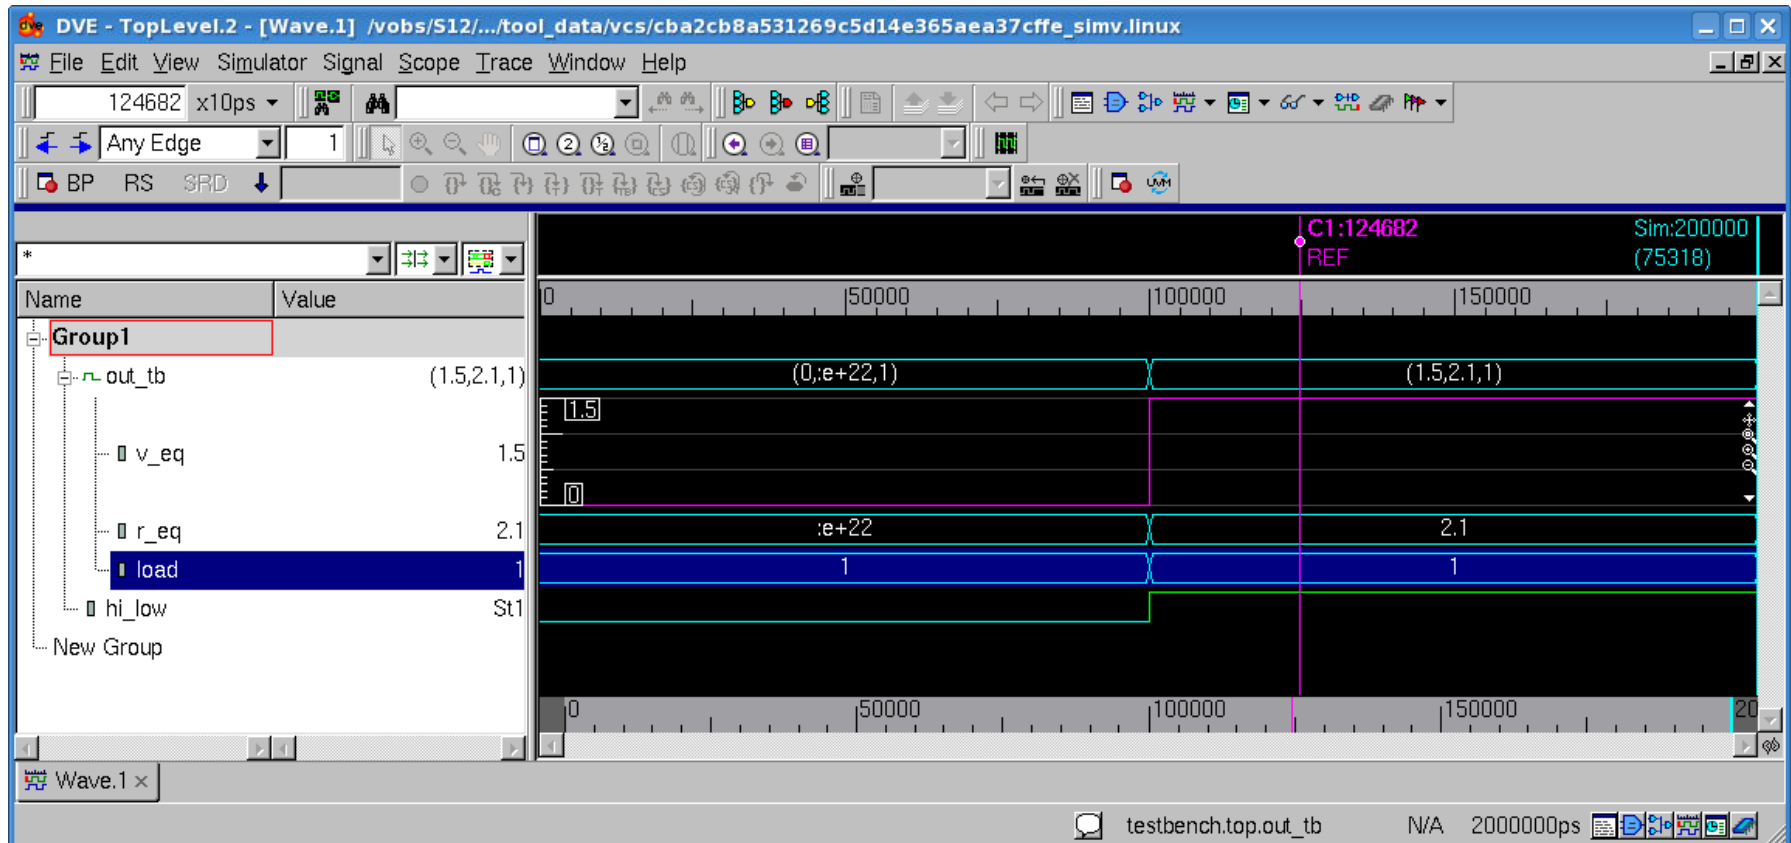 DVE - TopLevel.2 - [Wave.1] /vobs/S12/.../tool_data/vcs/cba2cb8a531269c5d14e365aea37cffe_simv.linux
File Edit View Simulator Signal Scope Trace Window Help
124682 x10ps
Any Edge 1
BP RS SRD
C1:124682 Sim:200000
REF (75318)
*
Name Value 0 50000 100000 150000
Group1
out_tb (1.5,2.1,1) (0,:e+22,1) (1.5,2.1,1)
1.5
v_eq 1.5
0
r_eq 2.1 :e+22 2.1
load 1 1 1
hi_low St1
New Group
0 50000 100000 150000 20
Wave.1
testbench.top.out_tb N/A 2000000ps